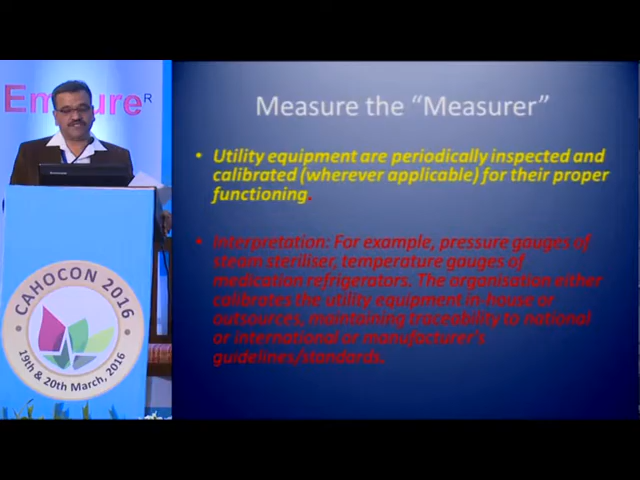 Measure the “Measurer”
• Utility equipment are periodically inspected and
calibrated (wherever applicable) for their proper
functioning.
• Interpretation: For example, pressure gauges of
steam steriliser, temperature gauges of
medication refrigerators. The organisation either
calibrates the utility equipment in-house or
outsources, maintaining traceability to national
or international or manufacturer's
guidelines/standards.
CAHOCON 2016
19th & 20th March, 2016